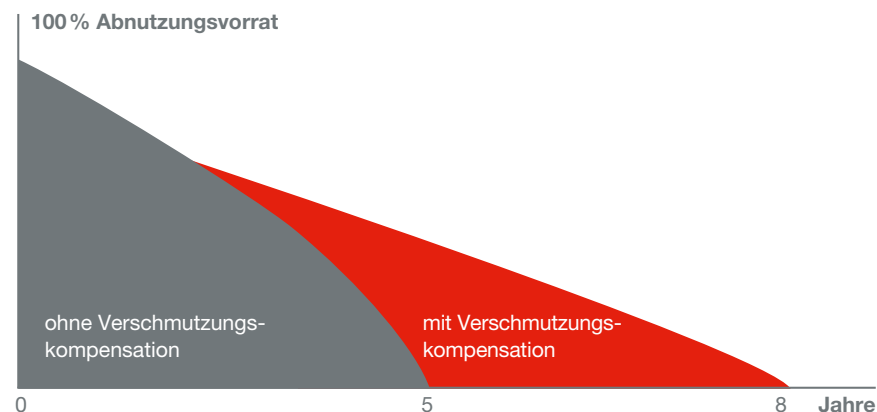 100 % Abnutzungsvorrat
ohne Verschmutzungs-
kompensation
mit Verschmutzungs-
kompensation
0
5
8
Jahre